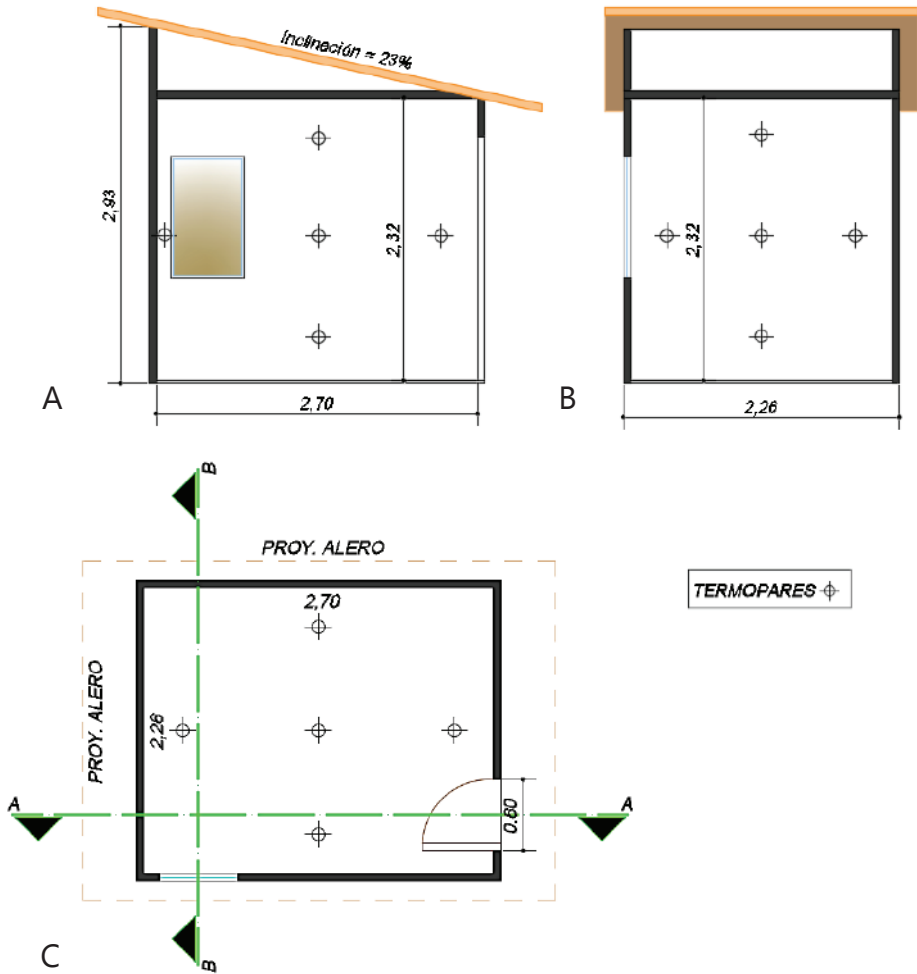 Inclinación = 23%
2,93
2,32
2,70
A
2,32
2,26
B
B
PROY. ALERO
2,70
TERMOPARES
PROY. ALERO
2,26
A
A
0.60
B
C